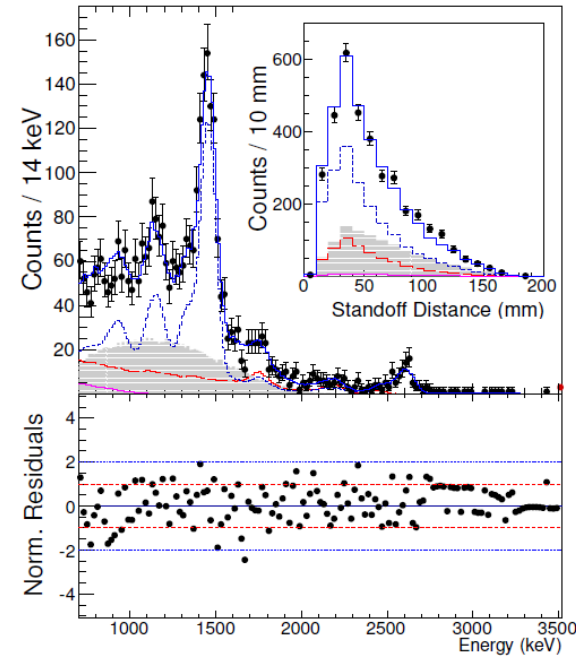 Counts / 14 keV
160
140
120
100
80
60
40
20
Counts / 10 mm
600
400
200
0 50 100 150 200
Standoff Distance (mm)
Norm. Residuals
4
2
0
-2
-4
1000 1500 2000 2500 3000 3500
Energy (keV)